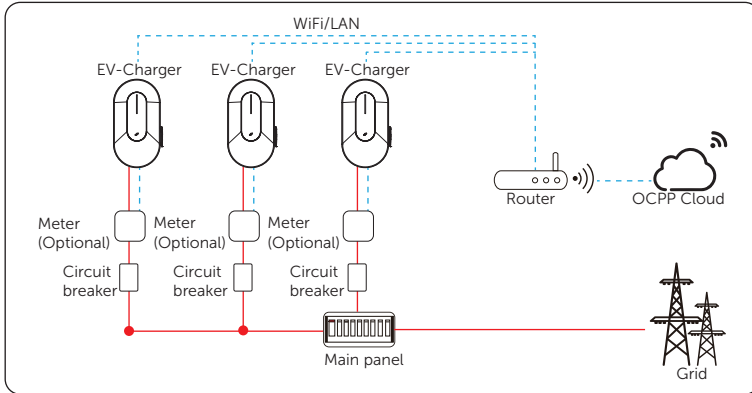 WiFi/LAN
EV-Charger
EV-Charger
EV-Charger
Router
OCPP Cloud
Meter
(Optional)
Meter
(Optional)
Meter
(Optional)
Circuit
breaker
Circuit
breaker
Circuit
breaker
Main panel
Grid